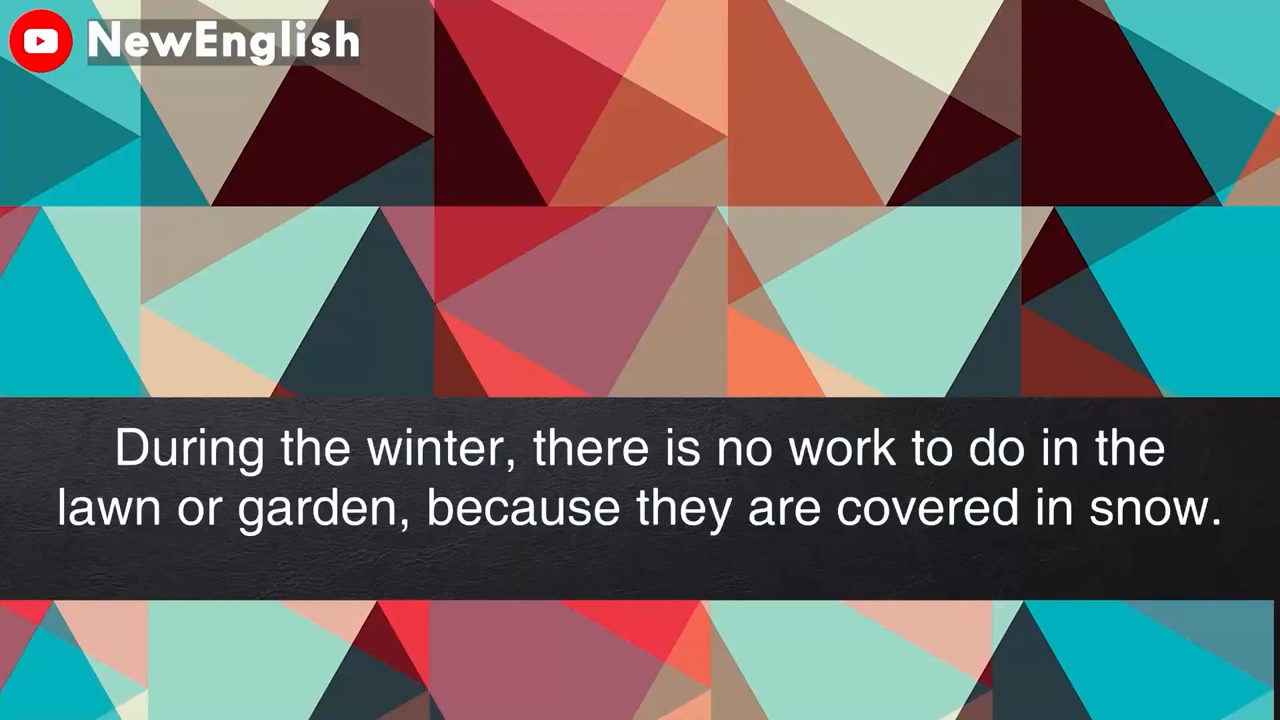 NewEnglish
During the winter, there is no work to do in the
lawn or garden, because they are covered in snow.